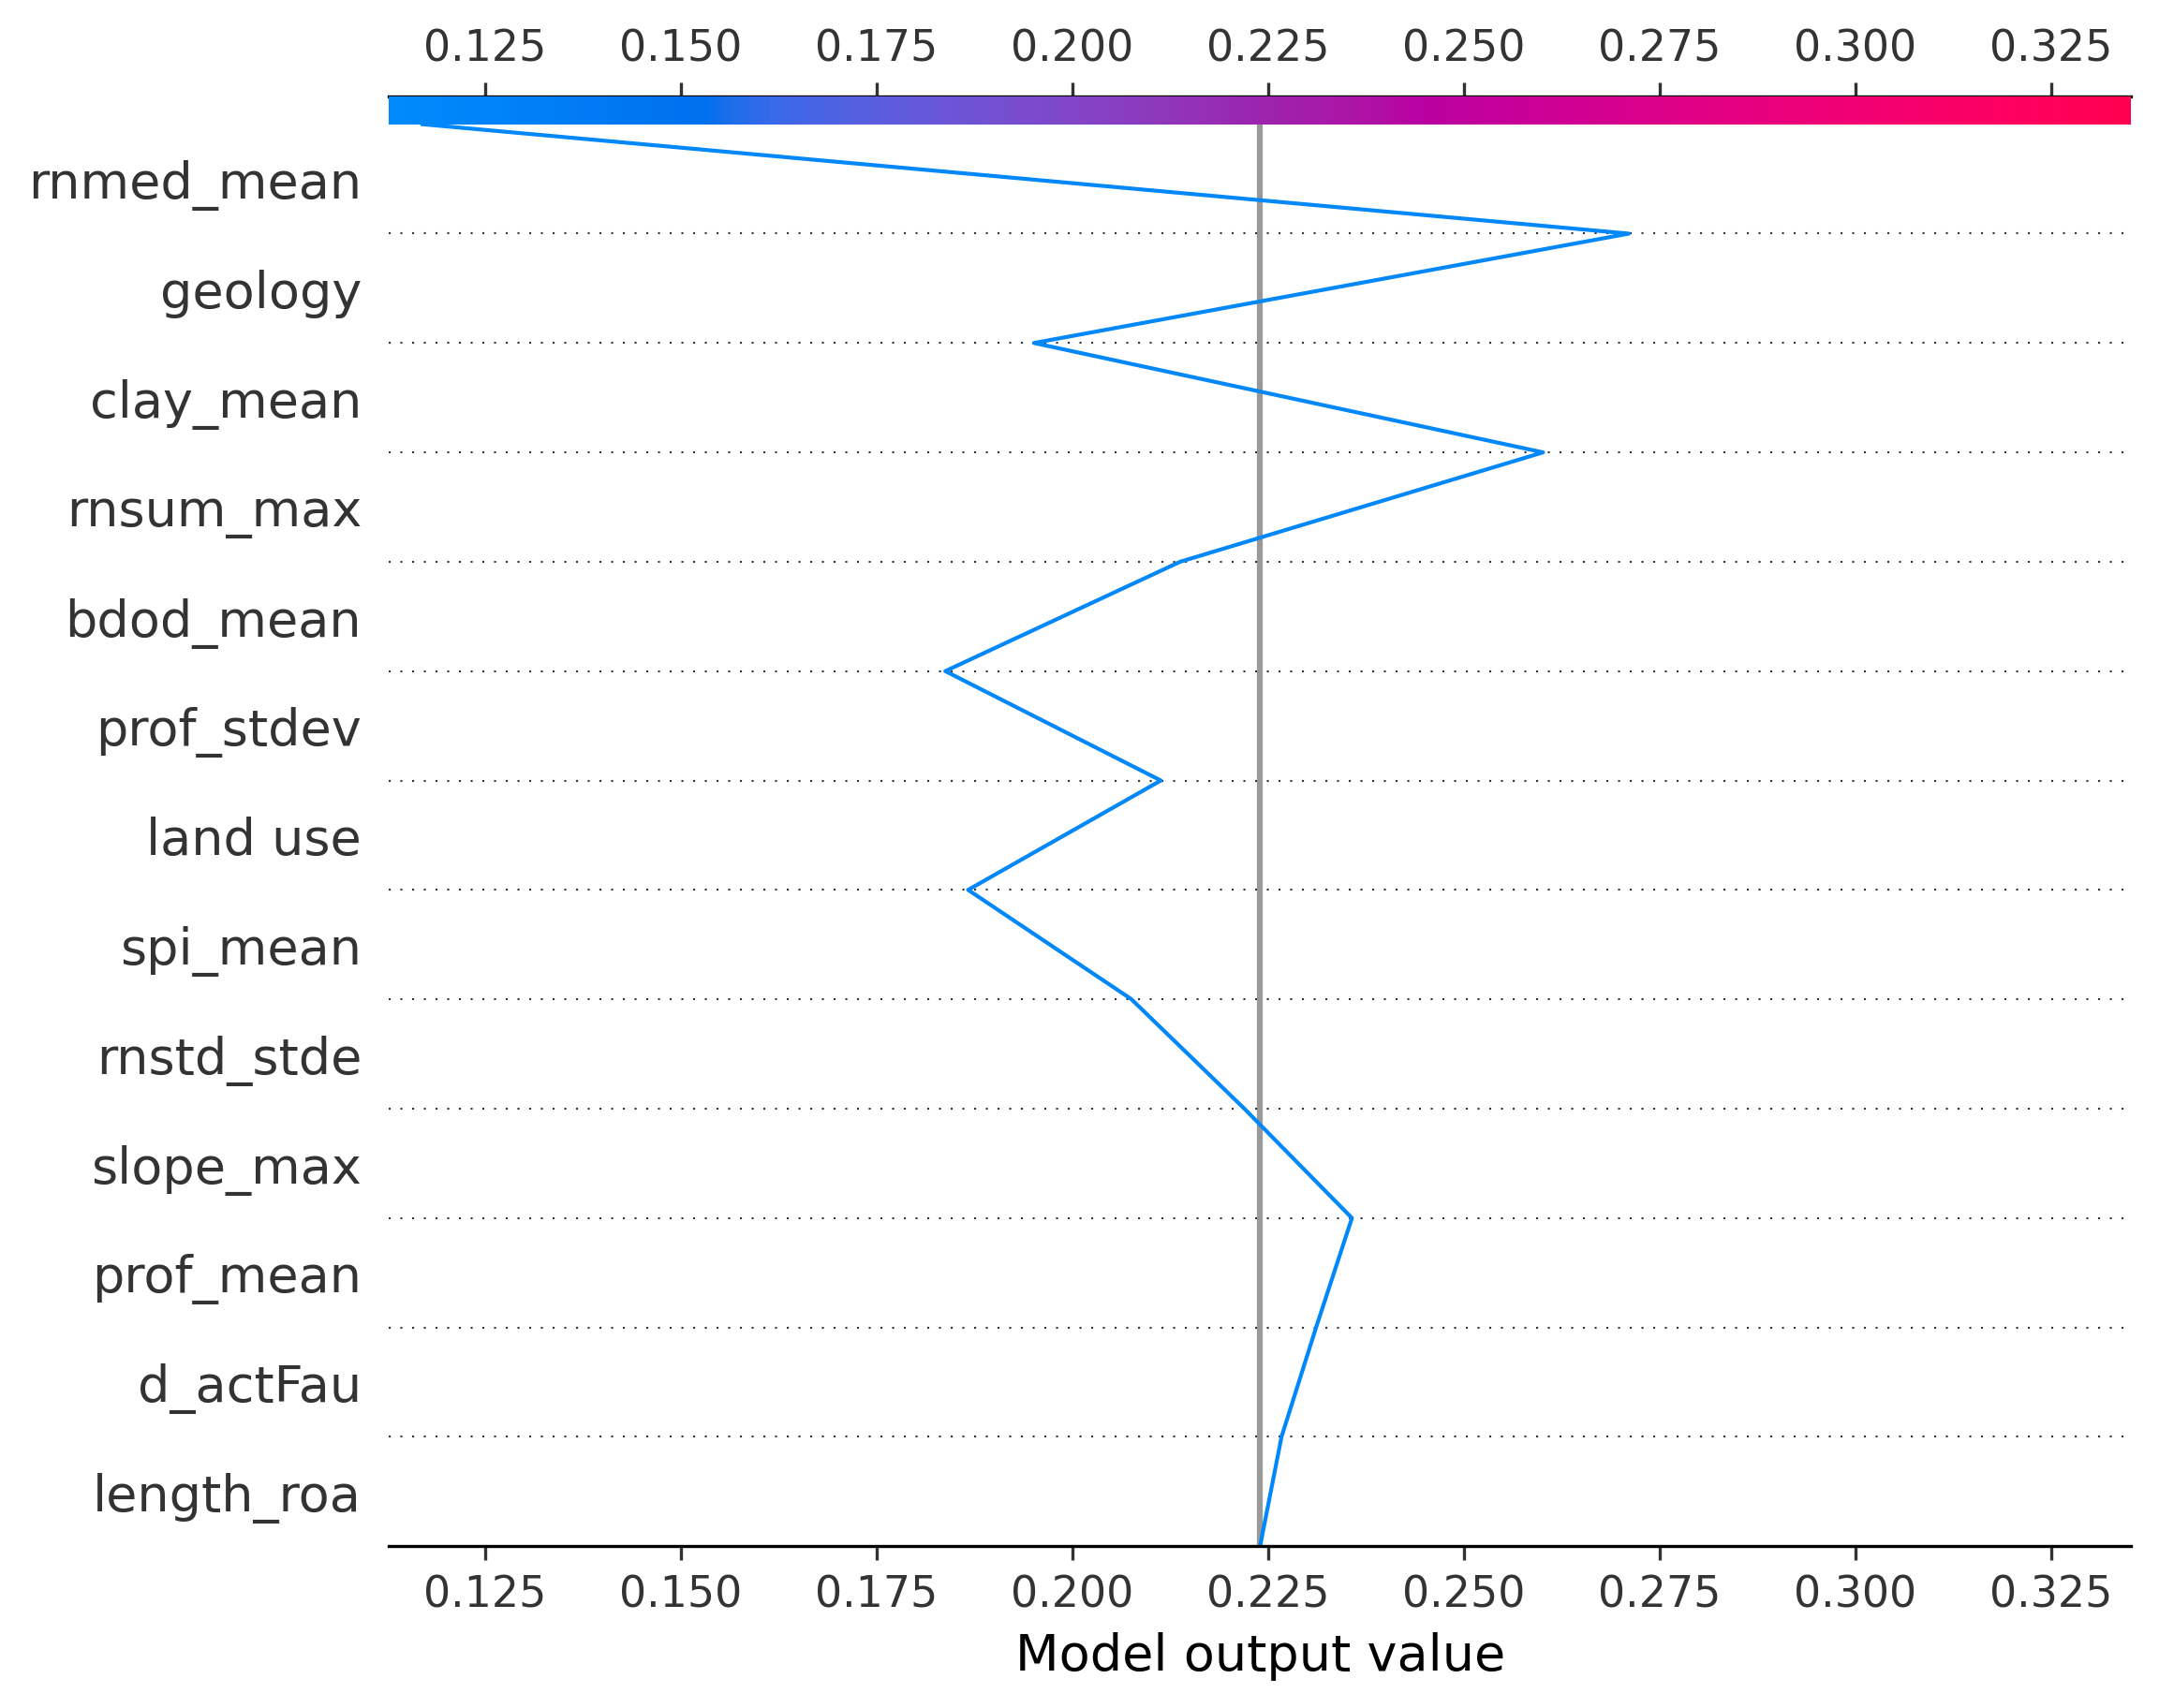 0.125 0.150 0.175 0.200 0.225 0.250 0.275 0.300 0.325
rnmed_mean
geology
clay_mean
rnsum_max
bdod_mean
prof_stdev
land use
spi_mean
rnstd_stde
slope_max
prof_mean
d_actFau
length_roa
0.125 0.150 0.175 0.200 0.225 0.250 0.275 0.300 0.325
Model output value